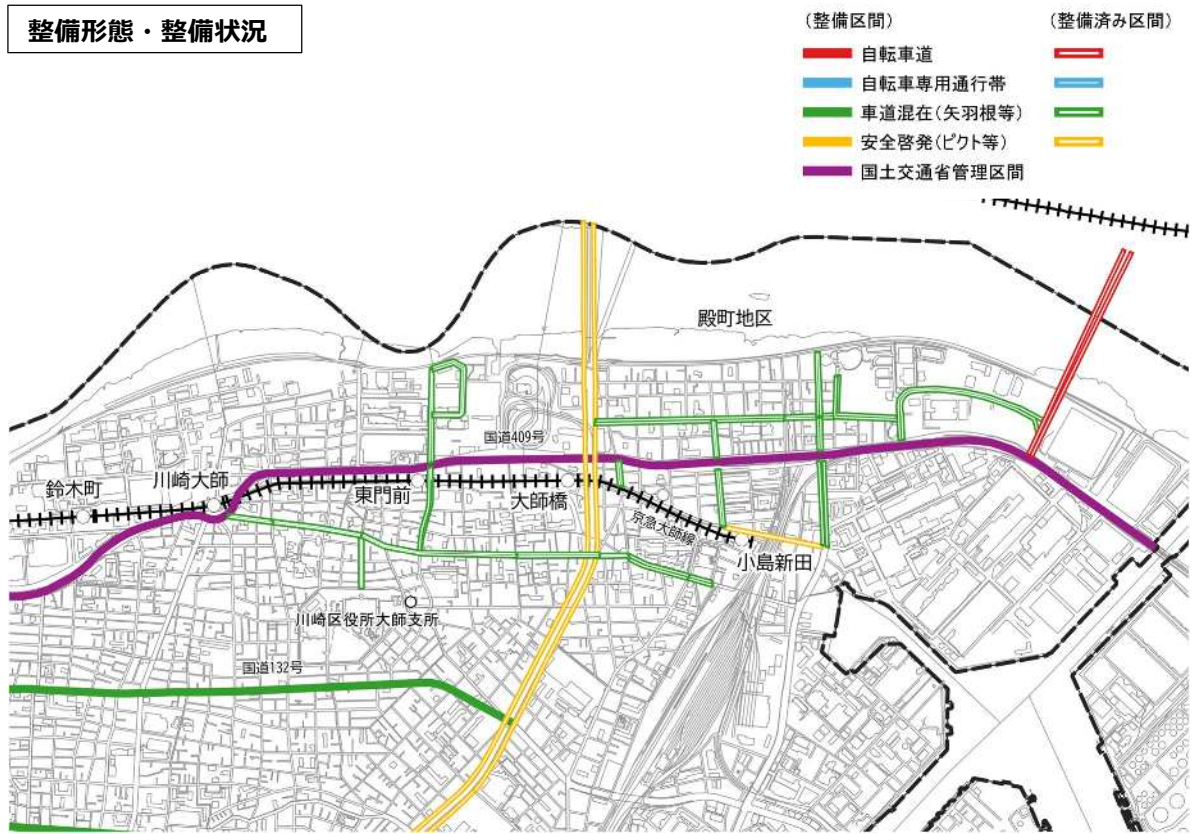 整備形態・整備状況
(整備区間)
(整備済み区間)
自転車道
自転車専用通行帯
車道混在(矢羽根等)
安全啓発(ピクト等)
国土交通省管理区間
殿町地区
国道409号
鈴木町
川崎大師
東門前
大師橋
京急大師線
小島新田
川崎区役所大師支所
国道132号